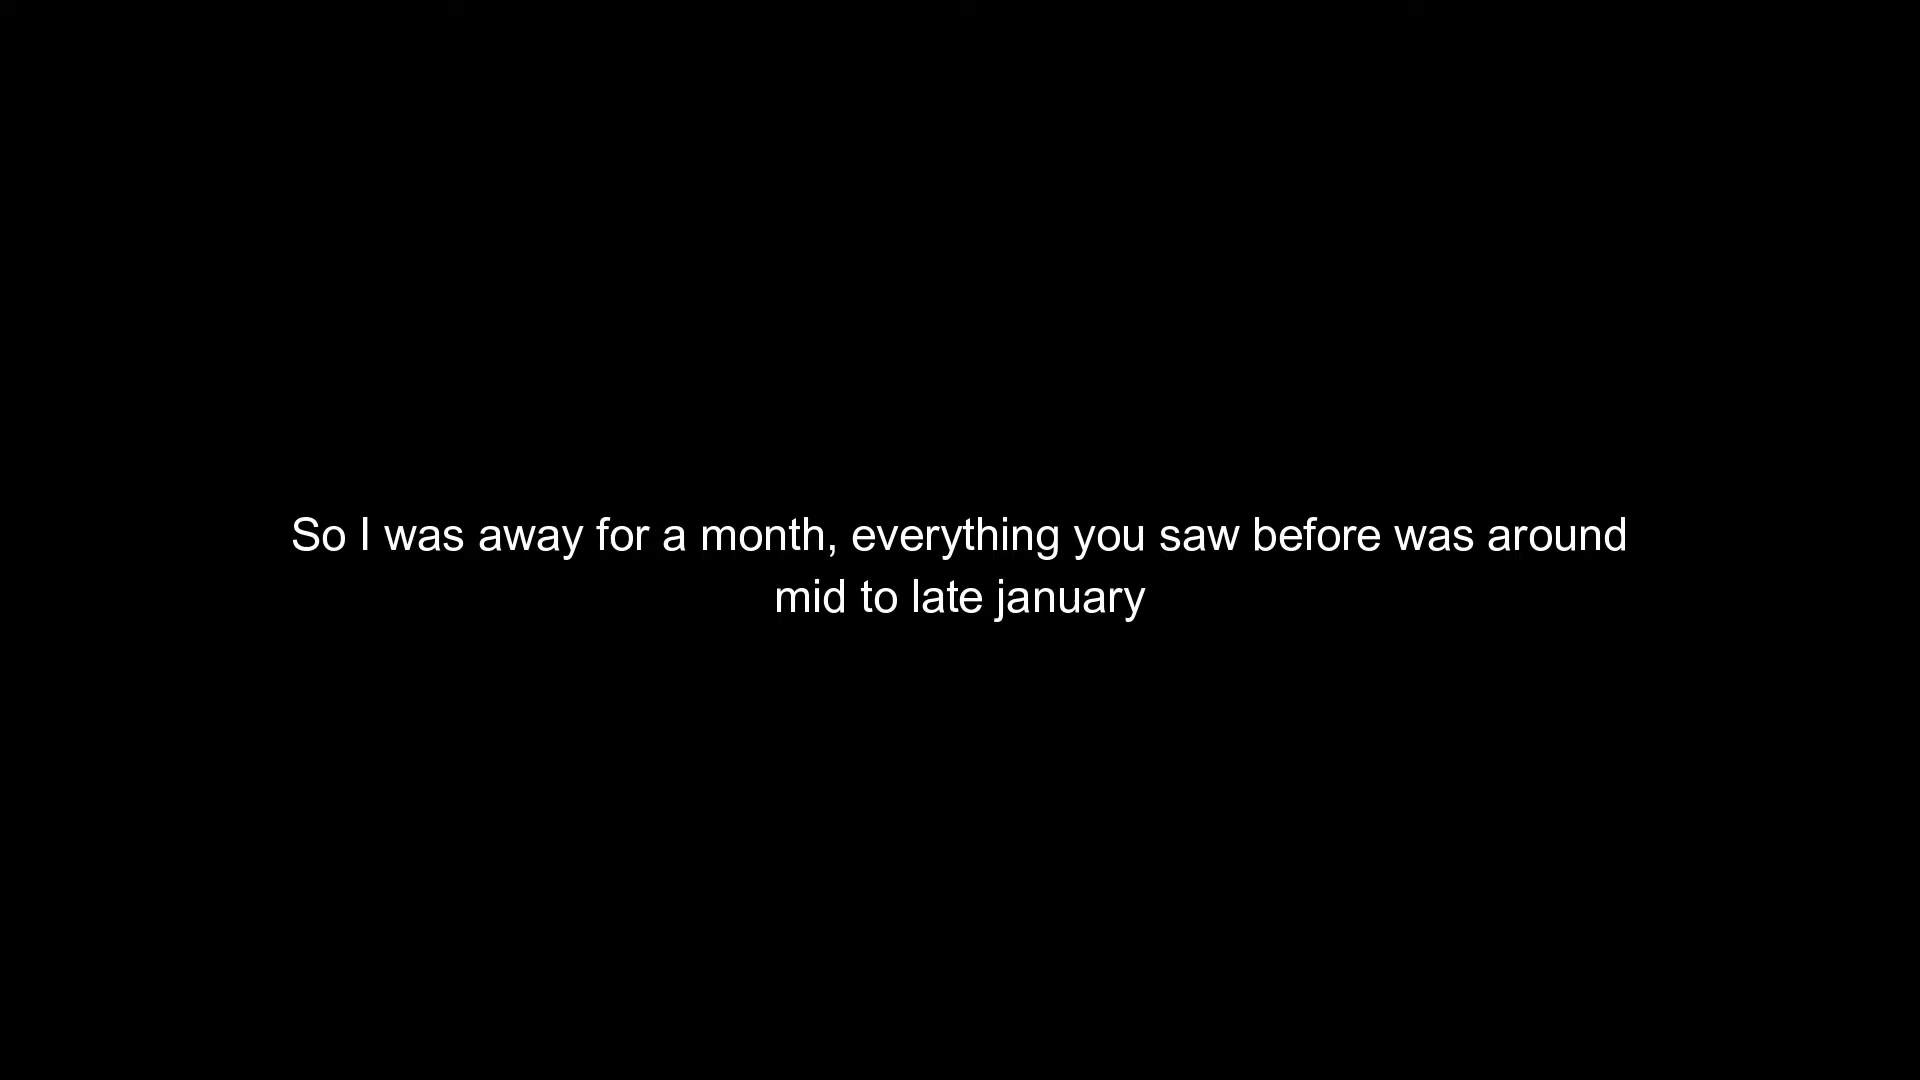 So I was away for a month, everything you saw before was around
mid to late january